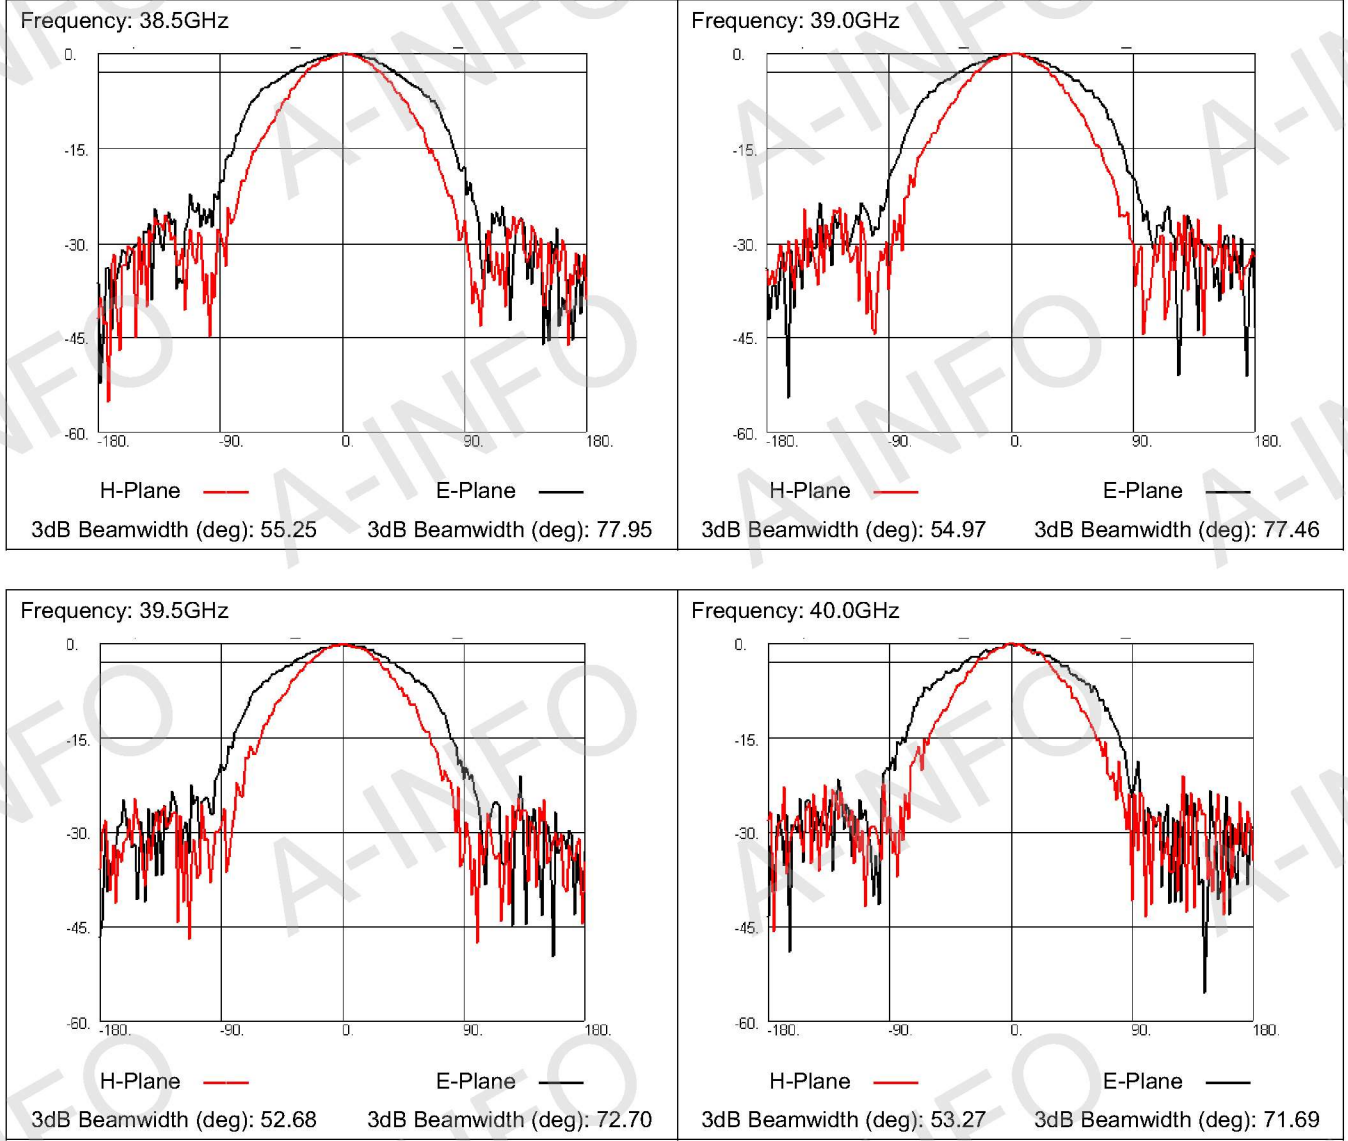 Frequency: 38.5GHz
0.
-15.
-30.
-45.
-60.
-180. -90. 0. 90. 180.
H-Plane E-Plane
3dB Beamwidth (deg): 55.25 3dB Beamwidth (deg): 77.95
Frequency: 39.0GHz
0.
-15.
-30.
-45.
-60.
-180. -90. 0. 90. 180.
H-Plane E-Plane
3dB Beamwidth (deg): 54.97 3dB Beamwidth (deg): 77.46
Frequency: 39.5GHz
0.
-15.
-30.
-45.
-60.
-180. -90. 0. 90. 180.
H-Plane E-Plane
3dB Beamwidth (deg): 52.68 3dB Beamwidth (deg): 72.70
Frequency: 40.0GHz
0.
-15.
-30.
-45.
-60.
-180. -90. 0. 90. 180.
H-Plane E-Plane
3dB Beamwidth (deg): 53.27 3dB Beamwidth (deg): 71.69
A-INFO
A-INFO
A-INFO
A-INFO